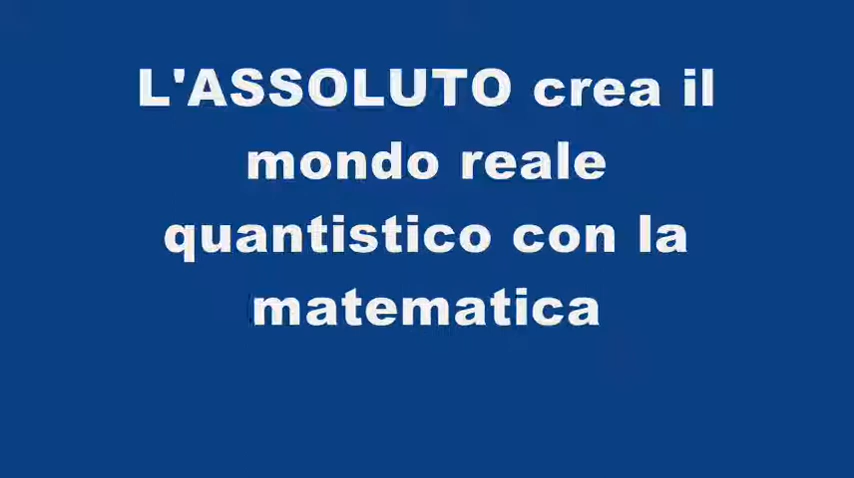 L'ASSOLUTO crea il
mondo reale
quantistico con la
matematica